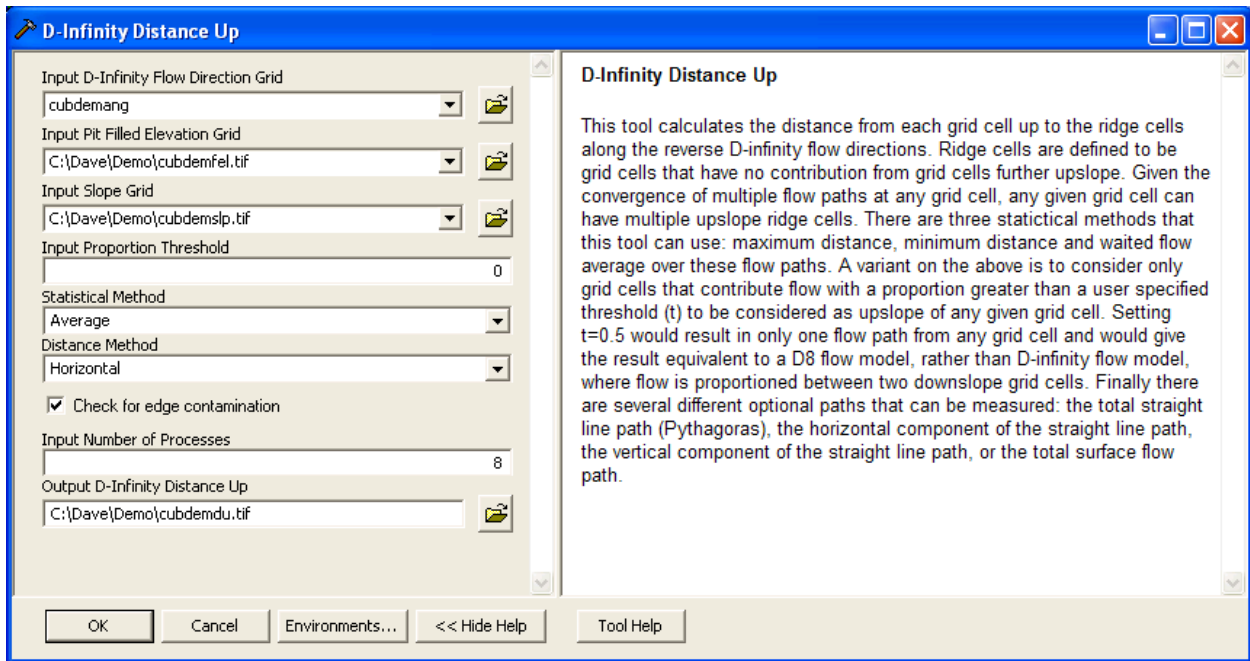 D-Infinity Distance Up
Input D-Infinity Flow Direction Grid
cubdemang
Input Pit Filled Elevation Grid
C:\Dave\Demo\cubdemfel.tif
Input Slope Grid
C:\Dave\Demo\cubdemslp.tif
Input Proportion Threshold
0
Statistical Method
Average
Distance Method
Horizontal
Check for edge contamination
Input Number of Processes
8
Output D-Infinity Distance Up
C:\Dave\Demo\cubdemdu.tif
D-Infinity Distance Up
This tool calculates the distance from each grid cell up to the ridge cells
along the reverse D-infinity flow directions. Ridge cells are defined to be
grid cells that have no contribution from grid cells further upslope. Given the
convergence of multiple flow paths at any grid cell, any given grid cell can
have multiple upslope ridge cells. There are three statictical methods that
this tool can use: maximum distance, minimum distance and waited flow
average over these flow paths. A variant on the above is to consider only
grid cells that contribute flow with a proportion greater than a user specified
threshold (t) to be considered as upslope of any given grid cell. Setting
t=0.5 would result in only one flow path from any grid cell and would give
the result equivalent to a D8 flow model, rather than D-infinity flow model,
where flow is proportioned between two downslope grid cells. Finally there
are several different optional paths that can be measured: the total straight
line path (Pythagoras), the horizontal component of the straight line path,
the vertical component of the straight line path, or the total surface flow
path.
OK
Cancel
Environments...
<< Hide Help
Tool Help